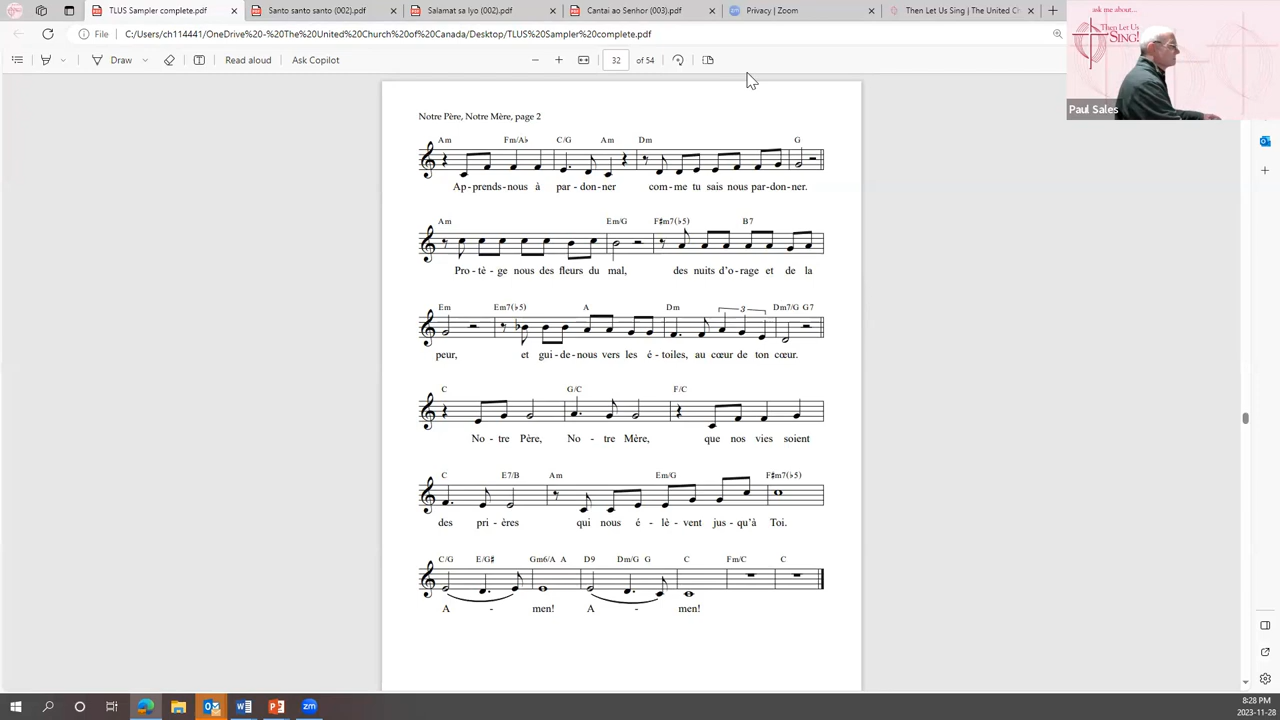 TLUS Sampler complete.pdf
Santo santo santo (002).pdf
Salamat sa Iyo (002).pdf
Cantai ao Senhor (003).pdf
Privacy | Zoom
Then Let Us Sing | The United Ch
File
C:/Users/ch114441/OneDrive%20-%20The%20United%20Church%20of%20Canada/Desktop/TLUS%20Sampler%20complete.pdf
Draw
Read aloud
Ask Copilot
32 of 54
ask me about...
Then Let Us
SING!
Paul Sales
Notre Père, Notre Mère, page 2
Am Fm/A♭ C/G Am Dm G
Ap-prends-nous à par-don-ner com-me tu sais nous par-don-ner.
Am Em/G F♯m7(♭5) B7
Pro-tè-ge nous des fleurs du mal, des nuits d'o-rage et de la
Em Em7(♭5) A Dm 3 Dm7/G G7
peur, et gui-de-nous vers les é-toiles, au cœur de ton cœur.
C G/C F/C
No-tre Père, No-tre Mère, que nos vies soient
C E7/B Am Em/G F♯m7(♭5)
des pri-ères qui nous é-lè-vent jus-qu'à Toi.
C/G E/G♯ Gm6/A A D9 Dm/G G C Fm/C C
A - men! A - men!
8:28 PM
2023-11-28